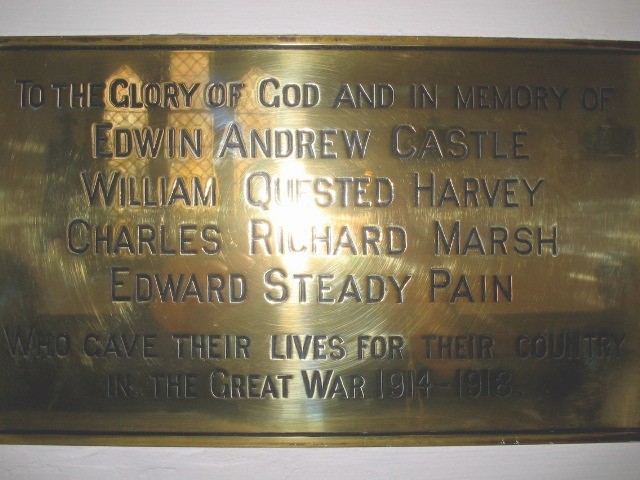 To the Glory of God and in memory of
Edwin Andrew Castle
William Quested Harvey
Charles Richard Marsh
Edward Steady Pain
Who gave their lives for their country
in the Great War 1914-1918.